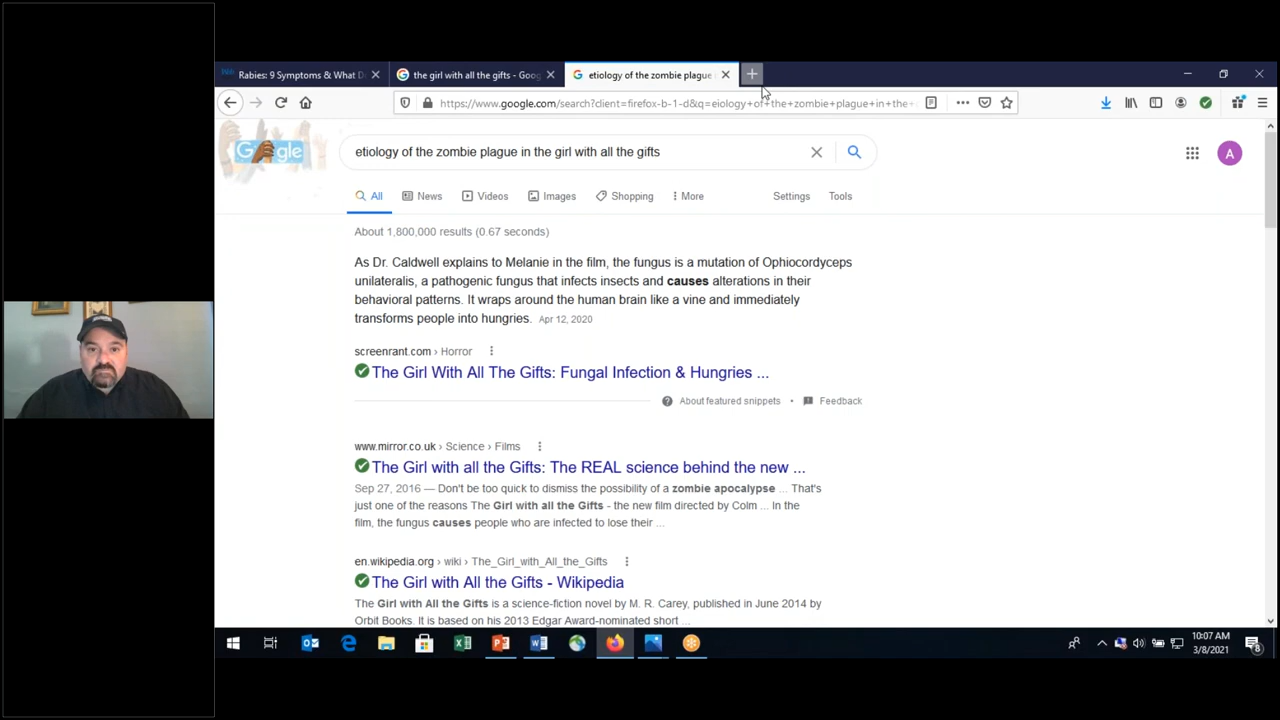 Rabies: 9 Symptoms & What D
the girl with all the gifts - Goog
etiology of the zombie plague
https://www.google.com/search?client=firefox-b-1-d&q=eiology+of+the+zombie+plague+in+the+
Google
etiology of the zombie plague in the girl with all the gifts
A
All
News
Videos
Images
Shopping
More
Settings
Tools
About 1,800,000 results (0.67 seconds)
As Dr. Caldwell explains to Melanie in the film, the fungus is a mutation of Ophiocordyceps
unilateralis, a pathogenic fungus that infects insects and causes alterations in their
behavioral patterns. It wraps around the human brain like a vine and immediately
transforms people into hungries. Apr 12, 2020
screenrant.com › Horror
The Girl With All The Gifts: Fungal Infection & Hungries ...
About featured snippets • Feedback
www.mirror.co.uk › Science › Films
The Girl with all the Gifts: The REAL science behind the new ...
Sep 27, 2016 — Don't be too quick to dismiss the possibility of a zombie apocalypse ... That's
just one of the reasons The Girl with all the Gifts - the new film directed by Colm ... In the
film, the fungus causes people who are infected to lose their ...
en.wikipedia.org › wiki › The_Girl_with_All_the_Gifts
The Girl with All the Gifts - Wikipedia
The Girl with All the Gifts is a science-fiction novel by M. R. Carey, published in June 2014 by
Orbit Books. It is based on his 2013 Edgar Award-nominated short ...
10:07 AM
3/8/2021
8